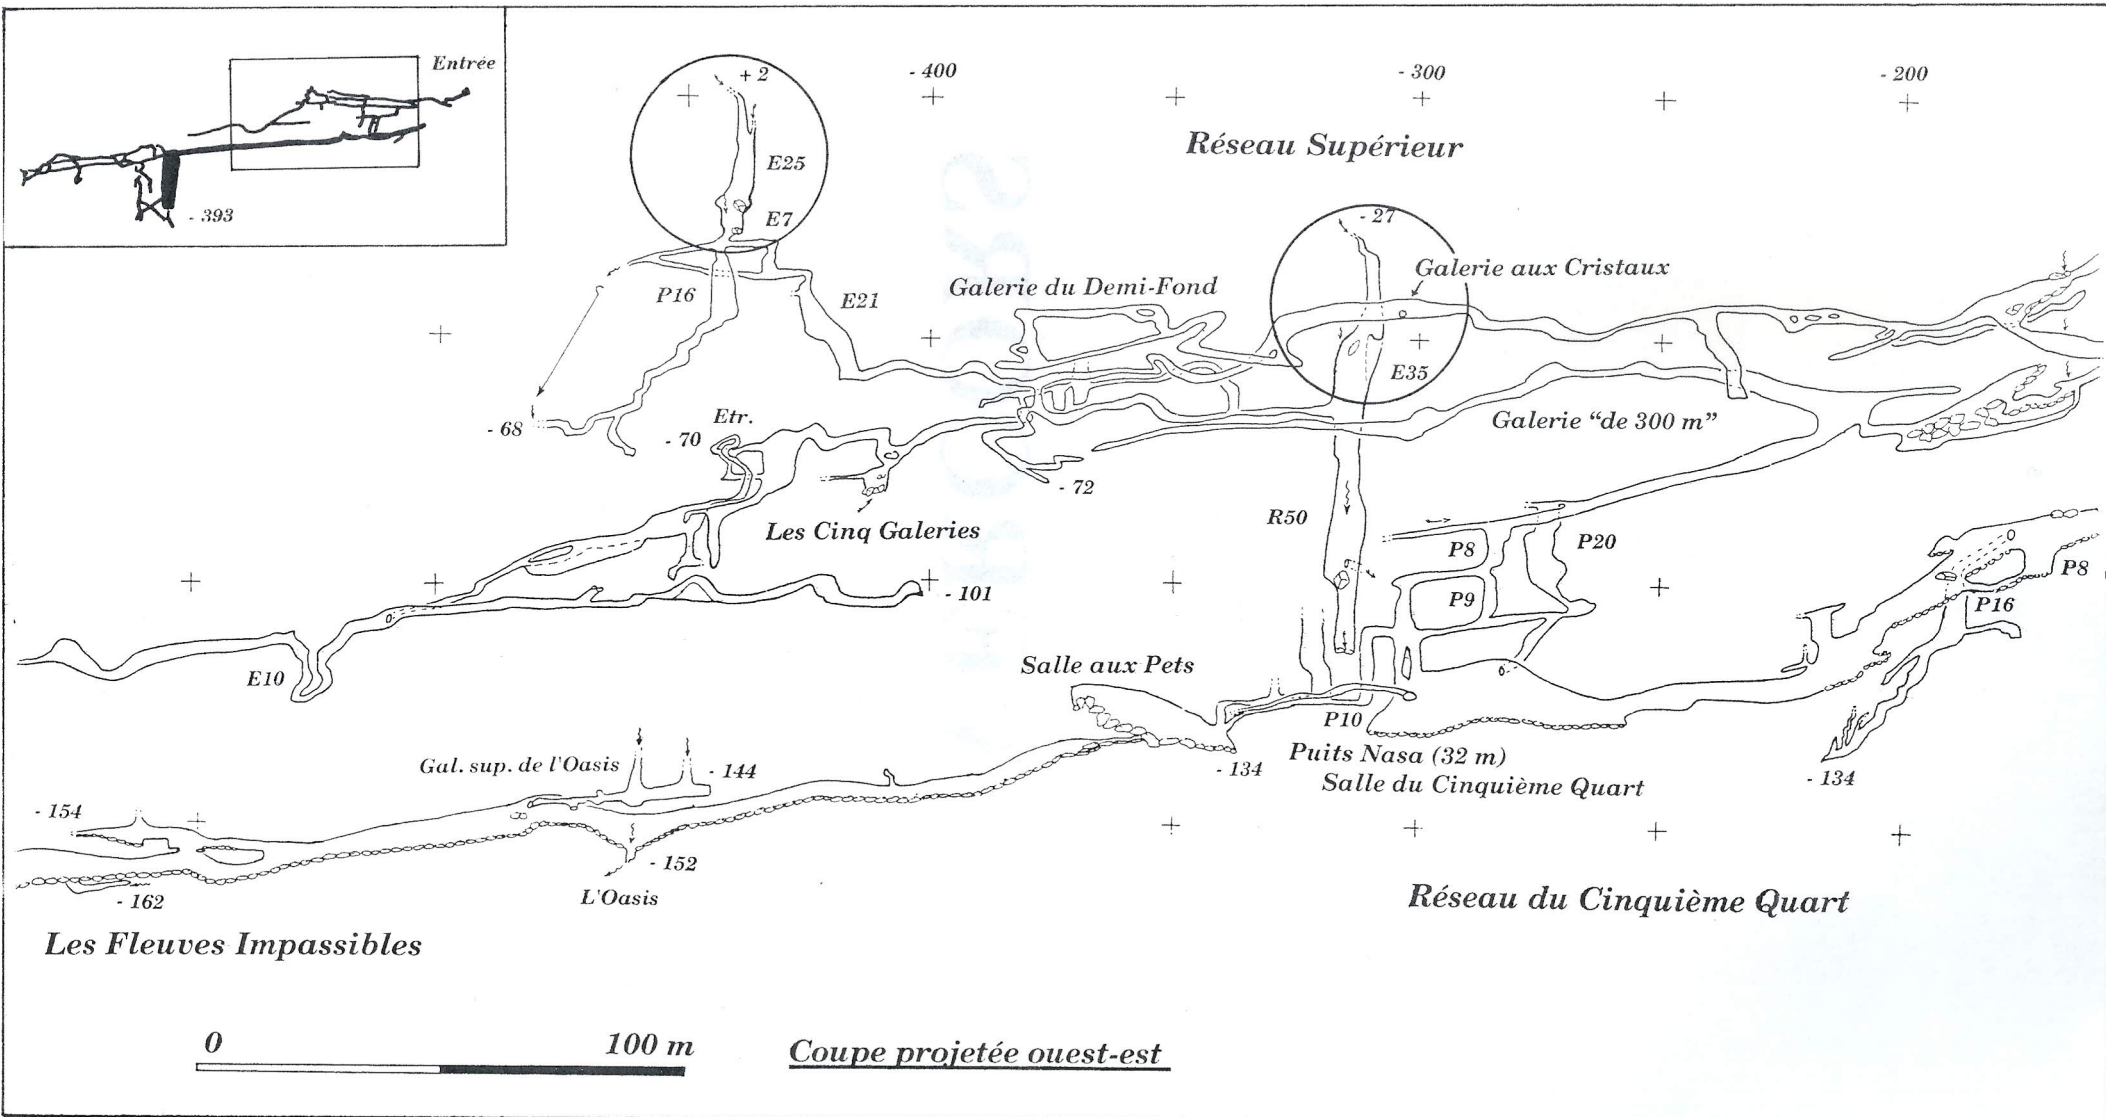 Entrée
- 393
+ 2
- 400
- 300
- 200
Réseau Supérieur
E25
E7
- 27
Galerie aux Cristaux
P16
E21
Galerie du Demi-Fond
E35
Galerie “de 300 m”
- 68
Etr.
- 70
- 72
Les Cinq Galeries
R50
P8
P20
P9
- 101
P8
P16
E10
Salle aux Pets
P10
Puits Nasa (32 m)
- 134
Salle du Cinquième Quart
- 134
Gal. sup. de l'Oasis
- 144
- 154
- 152
L'Oasis
- 162
Réseau du Cinquième Quart
Les Fleuves Impassibles
0
100 m
Coupe projetée ouest-est